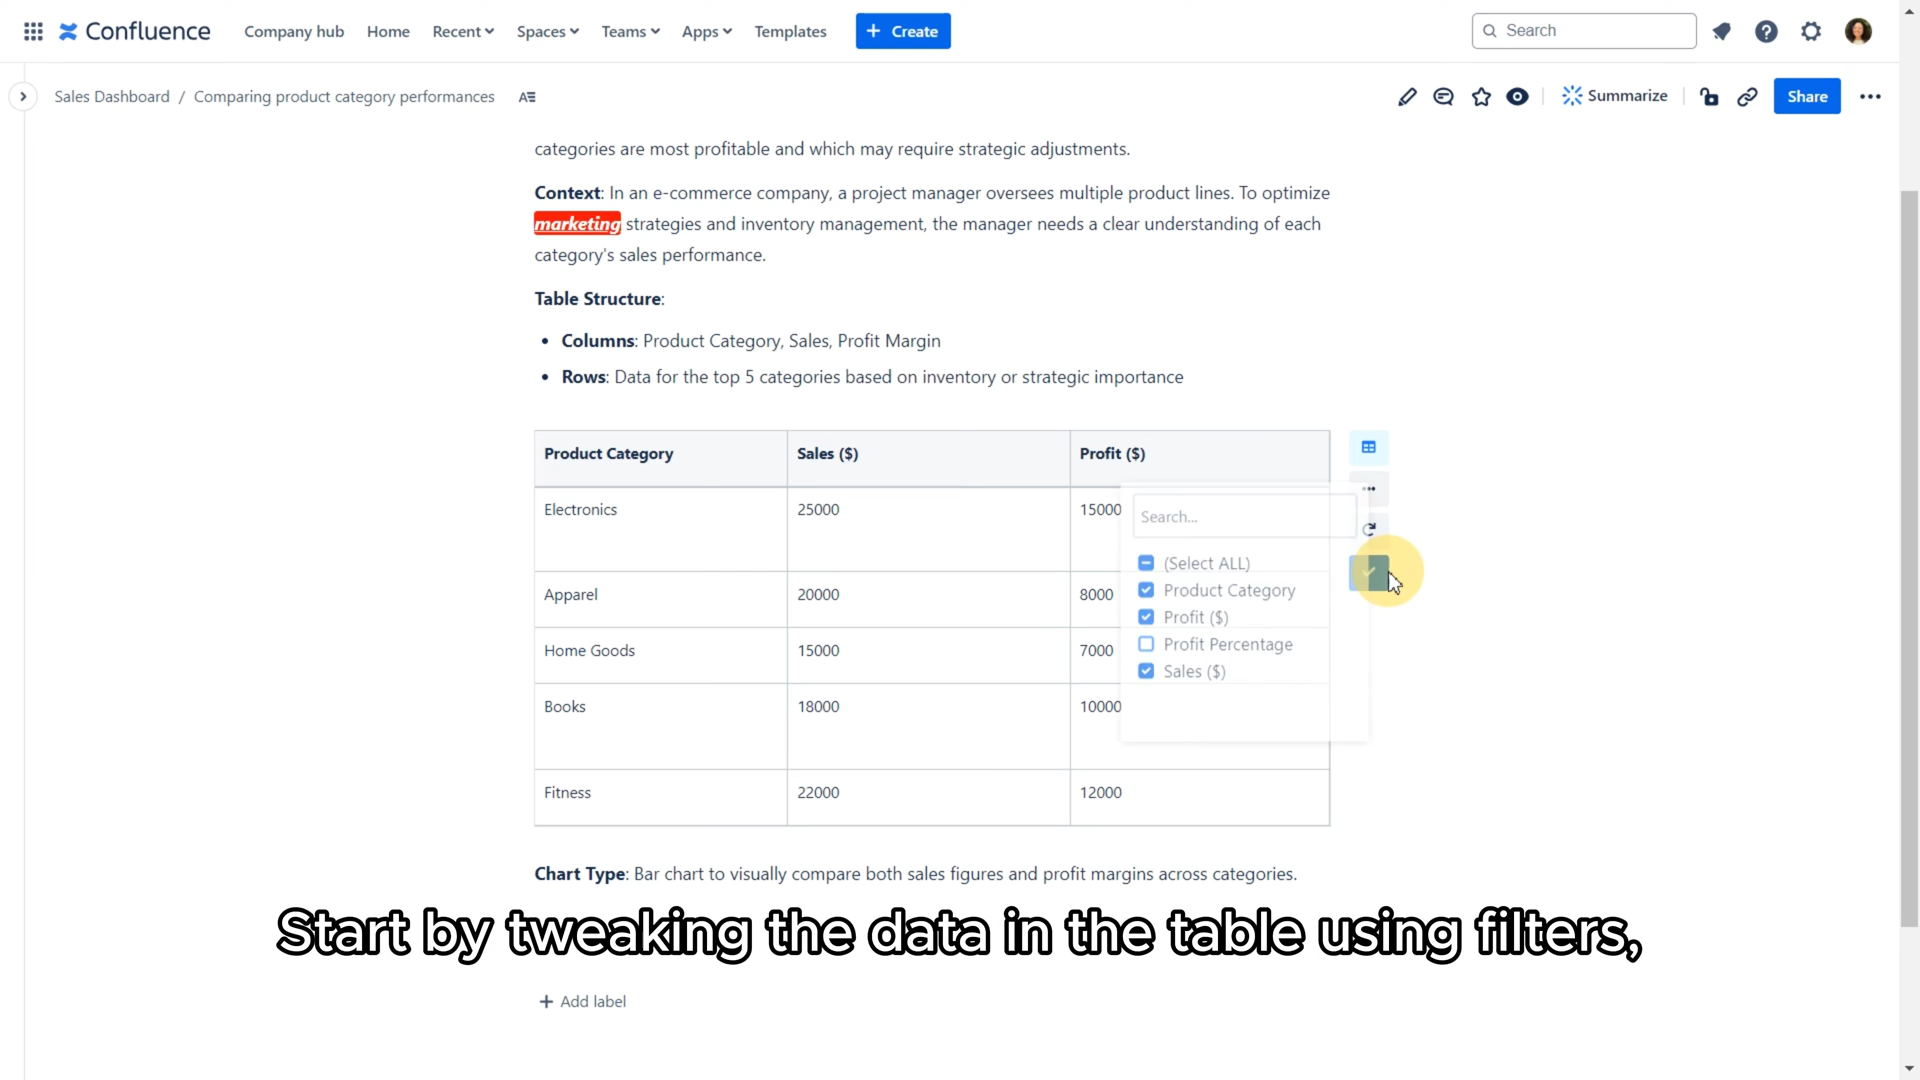 Confluence
Company hub
Home
Recent
Spaces
Teams
Apps
Templates
+ Create
Search
Sales Dashboard / Comparing product category performances
Summarize
Share
categories are most profitable and which may require strategic adjustments.
Context: In an e-commerce company, a project manager oversees multiple product lines. To optimize
marketing strategies and inventory management, the manager needs a clear understanding of each
category's sales performance.
Table Structure:
• Columns: Product Category, Sales, Profit Margin
• Rows: Data for the top 5 categories based on inventory or strategic importance
Product Category Sales ($) Profit ($)
Electronics 25000 15000
Apparel 20000 8000
Home Goods 15000 7000
Books 18000 10000
Fitness 22000 12000
Search...
(Select ALL)
Product Category
Profit ($)
Profit Percentage
Sales ($)
Chart Type: Bar chart to visually compare both sales figures and profit margins across categories.
Start by tweaking the data in the table using filters,
+ Add label